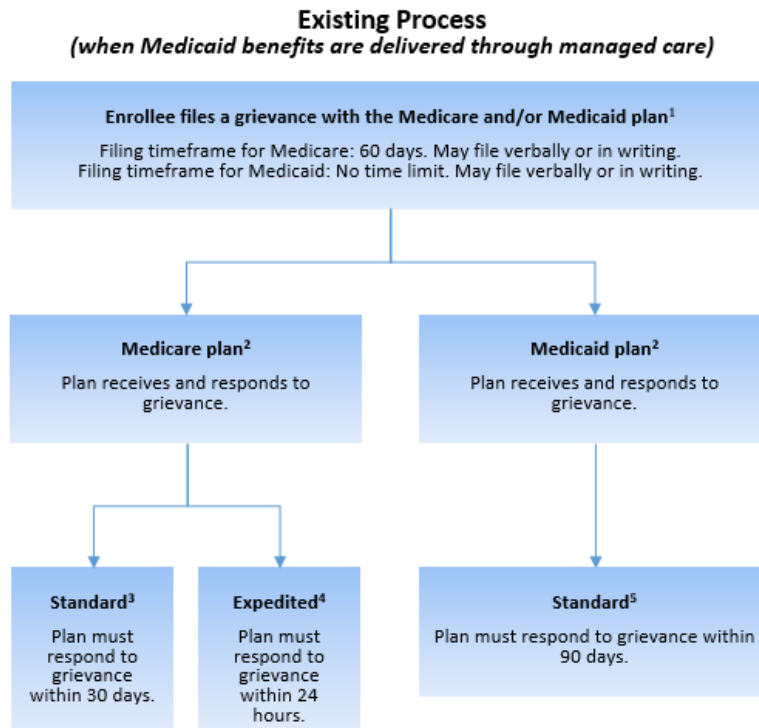 Existing Process
(when Medicaid benefits are delivered through managed care)
Enrollee files a grievance with the Medicare and/or Medicaid plan¹
Filing timeframe for Medicare: 60 days. May file verbally or in writing.
Filing timeframe for Medicaid: No time limit. May file verbally or in writing.
Medicare plan²
Plan receives and responds to
grievance.
Medicaid plan²
Plan receives and responds to
grievance.
Standard³
Plan must
respond to
grievance
within 30 days.
Expedited⁴
Plan must
respond to
grievance
within 24
hours.
Standard⁵
Plan must respond to grievance within
90 days.